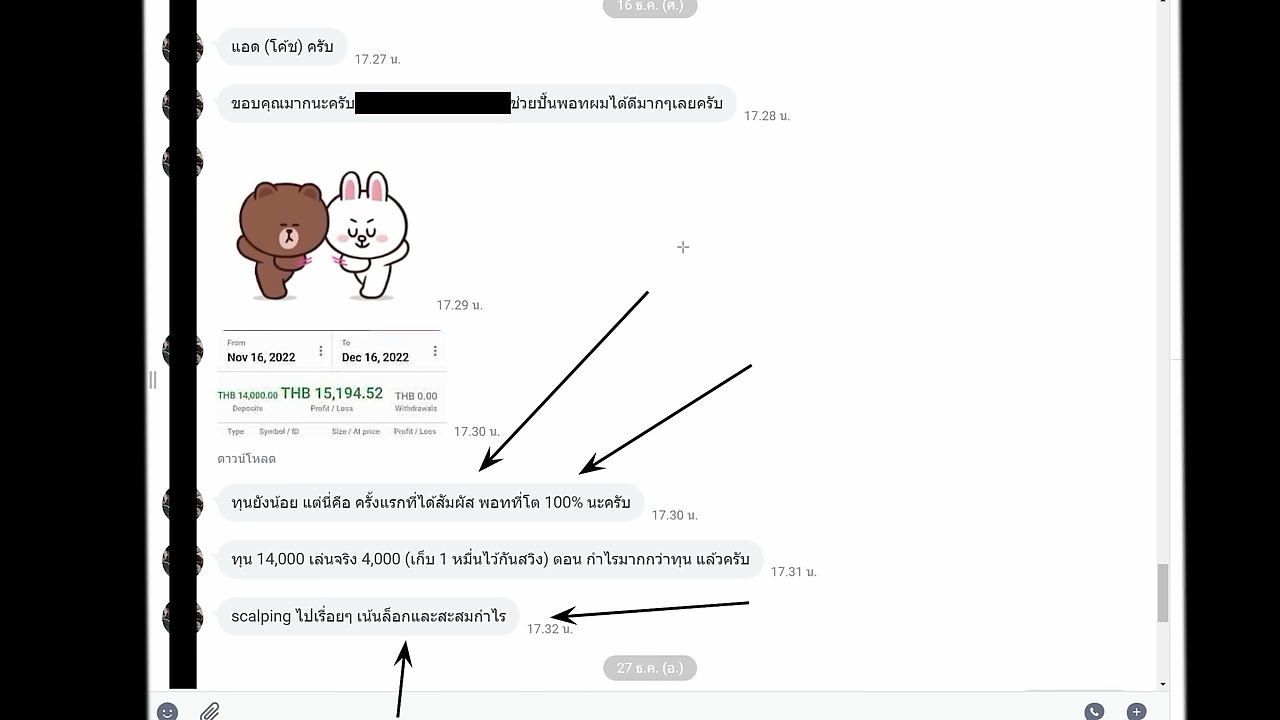 16 ธ.ค. (ศ.)
แอด (โค้ช) ครับ
17.27 น.
ขอบคุณมากนะครับ ช่วยปั้นพอทผมได้ดีมากๆเลยครับ
17.28 น.
17.29 น.
From To
Nov 16, 2022 Dec 16, 2022
THB 14,000.00 THB 15,194.52 THB 0.00
Deposits Profit / Loss Withdrawals
Type Symbol / ID Size / At price Profit / Loss
17.30 น.
ดาวน์โหลด
ทุนยังน้อย แต่นี่คือ ครั้งแรกที่ได้สัมผัส พอทที่โต 100% นะครับ
17.30 น.
ทุน 14,000 เล่นจริง 4,000 (เก็บ 1 หมื่นไว้กันสวิง) ตอน กำไรมากกว่าทุน แล้วครับ
17.31 น.
scalping ไปเรื่อยๆ เน้นล็อกและสะสมกำไร
17.32 น.
27 ธ.ค. (อ.)